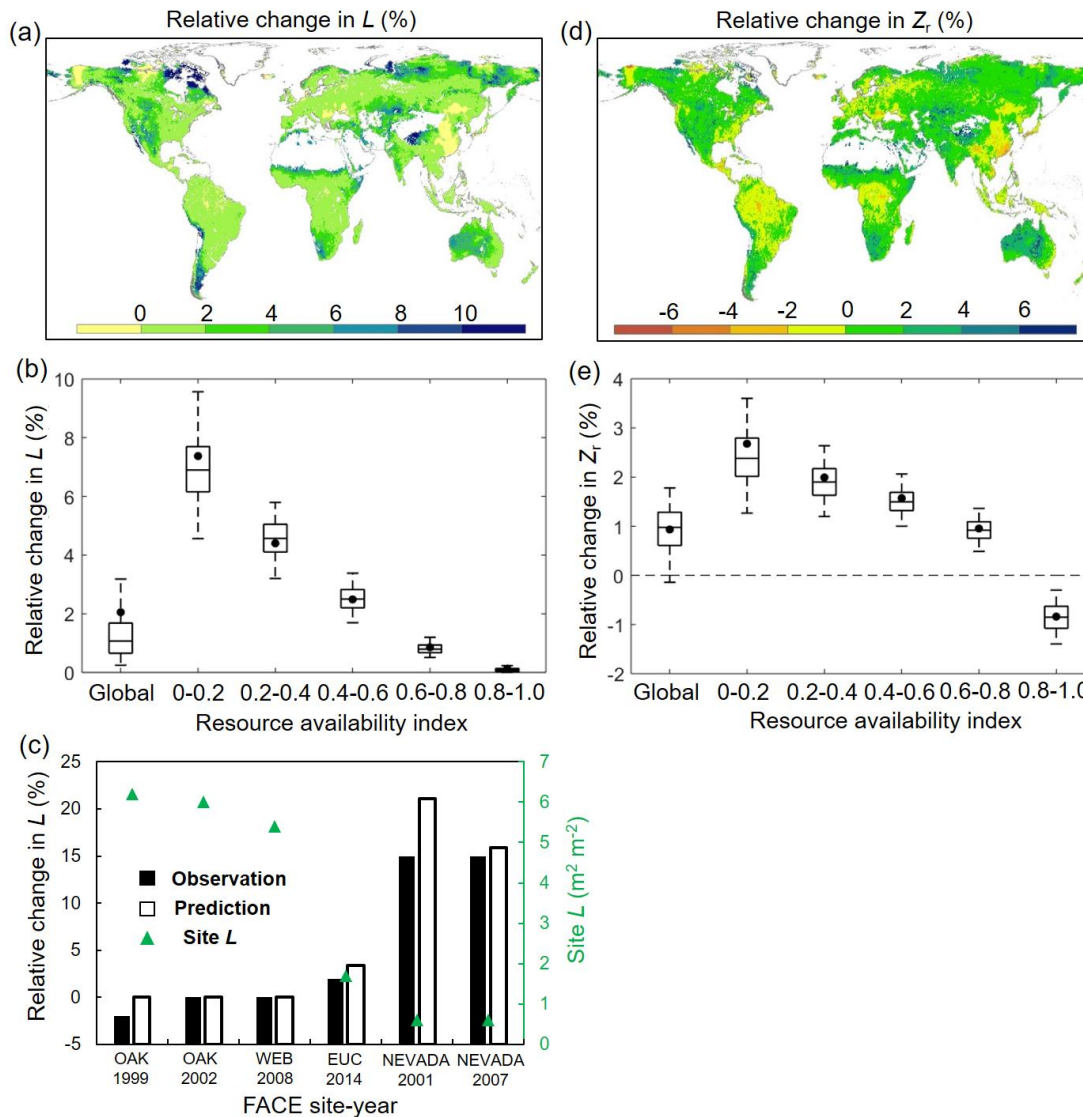 (a) Relative change in L (%)
0 2 4 6 8 10
(d) Relative change in Zr (%)
-6 -4 -2 0 2 4 6
(b)
Relative change in L (%)
10
8
6
4
2
0
Global 0-0.2 0.2-0.4 0.4-0.6 0.6-0.8 0.8-1.0
Resource availability index
(e)
Relative change in Zr (%)
4
3
2
1
0
-1
-2
Global 0-0.2 0.2-0.4 0.4-0.6 0.6-0.8 0.8-1.0
Resource availability index
(c)
Relative change in L (%)
25
20
15
10
5
0
-5
Observation
Prediction
Site L
7
6
5
4
3
2
1
0
Site L (m² m⁻²)
OAK OAK WEB EUC NEVADA NEVADA
1999 2002 2008 2014 2001 2007
FACE site-year